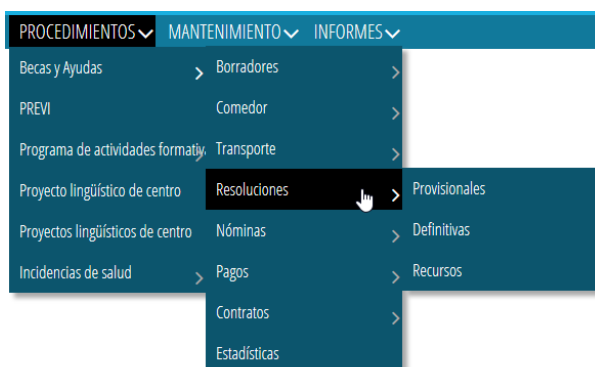 PROCEDIMIENTOS MANTENIMIENTO INFORMES
Becas y Ayudas
PREVI
Programa de actividades formativ
Proyecto lingüístico de centro
Proyectos lingüísticos de centro
Incidencias de salud
Borradores
Comedor
Transporte
Resoluciones
Nóminas
Pagos
Contratos
Estadísticas
Provisionales
Definitivas
Recursos